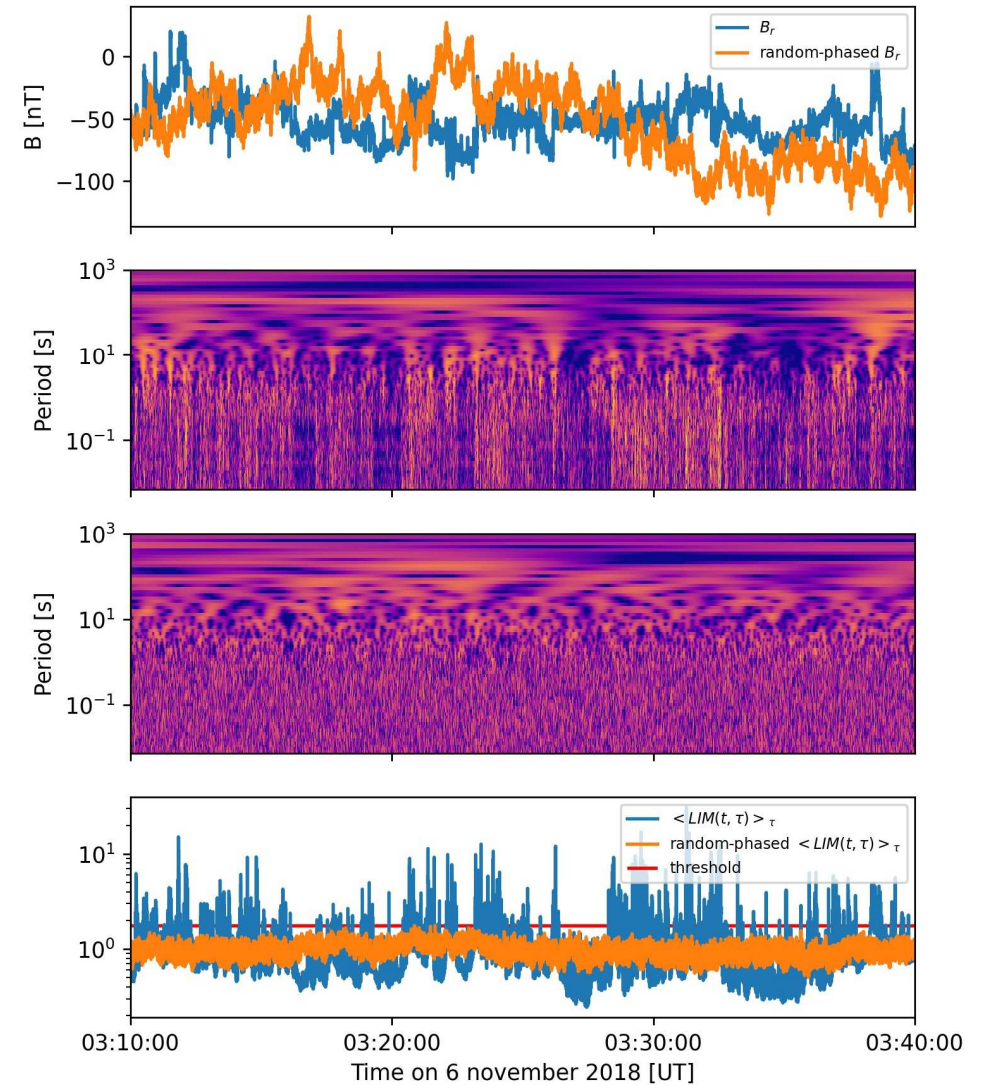 B_r
random-phased B_r
B [nT]
0
−50
−100
10^3
10^1
10^{-1}
Period [s]
10^3
10^1
10^{-1}
Period [s]
< LIM(t, τ) >_τ
random-phased < LIM(t, τ) >_τ
threshold
10^1
10^0
03:10:00 03:20:00 03:30:00 03:40:00
Time on 6 november 2018 [UT]